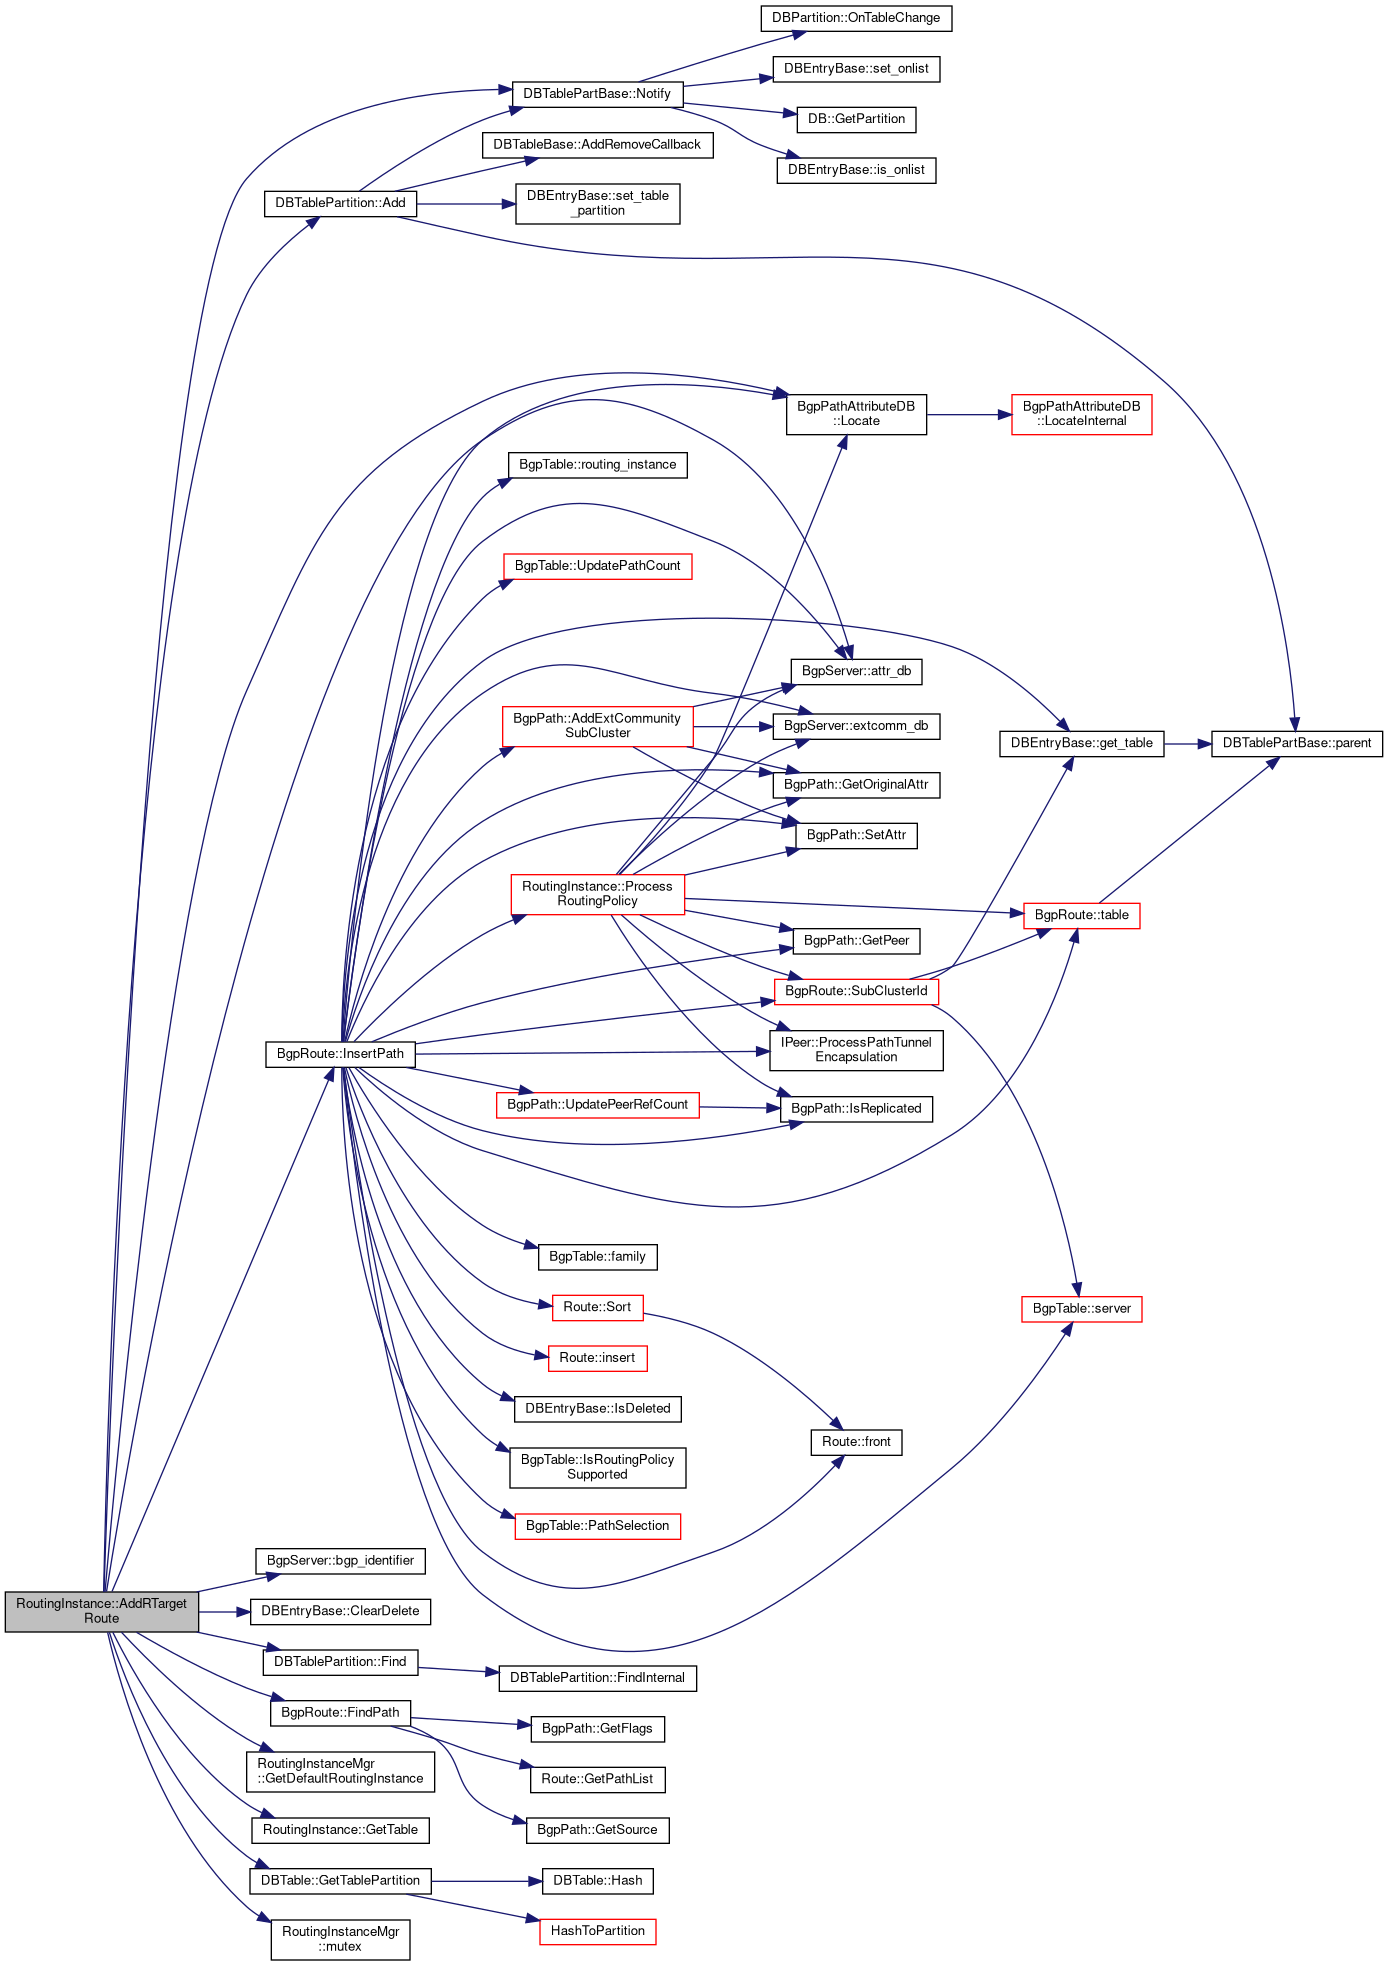 DBPartition::OnTableChange
DBEntryBase::set_onlist
DBTablePartBase::Notify
DB::GetPartition
DBTableBase::AddRemoveCallback
DBEntryBase::is_onlist
DBTablePartition::Add
DBEntryBase::set_table
_partition
BgpPathAttributeDB
::Locate
BgpPathAttributeDB
::LocateInternal
BgpTable::routing_instance
BgpTable::UpdatePathCount
BgpServer::attr_db
BgpPath::AddExtCommunity
SubCluster
BgpServer::extcomm_db
DBEntryBase::get_table
DBTablePartBase::parent
BgpPath::GetOriginalAttr
BgpPath::SetAttr
RoutingInstance::Process
RoutingPolicy
BgpRoute::table
BgpPath::GetPeer
BgpRoute::SubClusterId
BgpRoute::InsertPath
IPeer::ProcessPathTunnel
Encapsulation
BgpPath::UpdatePeerRefCount
BgpPath::IsReplicated
BgpTable::family
Route::Sort
BgpTable::server
Route::insert
DBEntryBase::IsDeleted
Route::front
BgpTable::IsRoutingPolicy
Supported
BgpTable::PathSelection
BgpServer::bgp_identifier
RoutingInstance::AddRTarget
Route
DBEntryBase::ClearDelete
DBTablePartition::Find
DBTablePartition::FindInternal
BgpRoute::FindPath
BgpPath::GetFlags
RoutingInstanceMgr
::GetDefaultRoutingInstance
Route::GetPathList
RoutingInstance::GetTable
BgpPath::GetSource
DBTable::GetTablePartition
DBTable::Hash
RoutingInstanceMgr
::mutex
HashToPartition